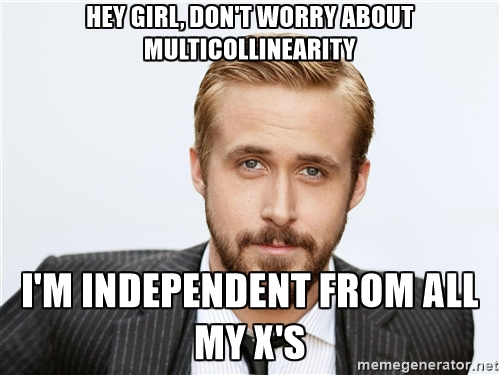 HEY GIRL, DON'T WORRY ABOUT
MULTICOLLINEARITY
I'M INDEPENDENT FROM ALL
MY X'S
memegenerator.net